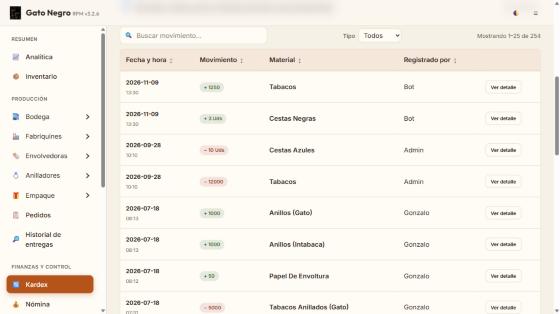 Gato Negro RPM v3.2.6
RESUMEN
Analítica
Inventario
PRODUCCIÓN
Bodega
Fabriquines
Envolvedoras
Anilladores
Empaque
Pedidos
Historial de
entregas
FINANZAS Y CONTROL
Kardex
Nómina
Buscar movimiento...
Tipo Todos
Mostrando 1–25 de 254
Fecha y hora Movimiento Material Registrado por
2026-11-09 + 1250 Tabacos Bot Ver detalle
13:30
2026-11-09 + 3 Uds Cestas Negras Bot Ver detalle
13:30
2026-09-28 − 10 Uds Cestas Azules Admin Ver detalle
10:10
2026-09-28 − 12000 Tabacos Admin Ver detalle
10:10
2026-07-18 + 1000 Anillos (Gato) Gonzalo Ver detalle
08:13
2026-07-18 + 1000 Anillos (Intabaca) Gonzalo Ver detalle
08:13
2026-07-18 + 50 Papel De Envoltura Gonzalo Ver detalle
08:12
2026-07-18 − 5000 Tabacos Anillados (Gato) Gonzalo Ver detalle